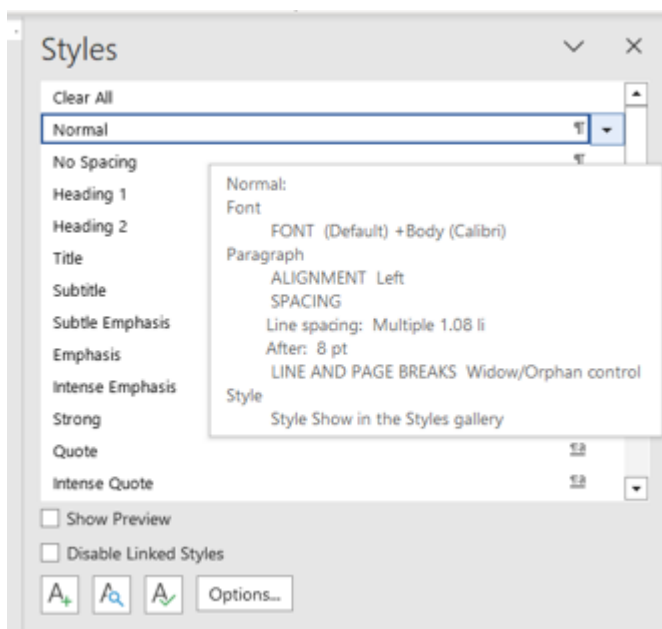 Styles
Clear All
Normal
No Spacing
Heading 1
Heading 2
Title
Subtitle
Subtle Emphasis
Emphasis
Intense Emphasis
Strong
Quote
Intense Quote
Normal:
Font
FONT (Default) +Body (Calibri)
Paragraph
ALIGNMENT Left
SPACING
Line spacing: Multiple 1.08 li
After: 8 pt
LINE AND PAGE BREAKS Widow/Orphan control
Style
Style Show in the Styles gallery
Show Preview
Disable Linked Styles
Options...